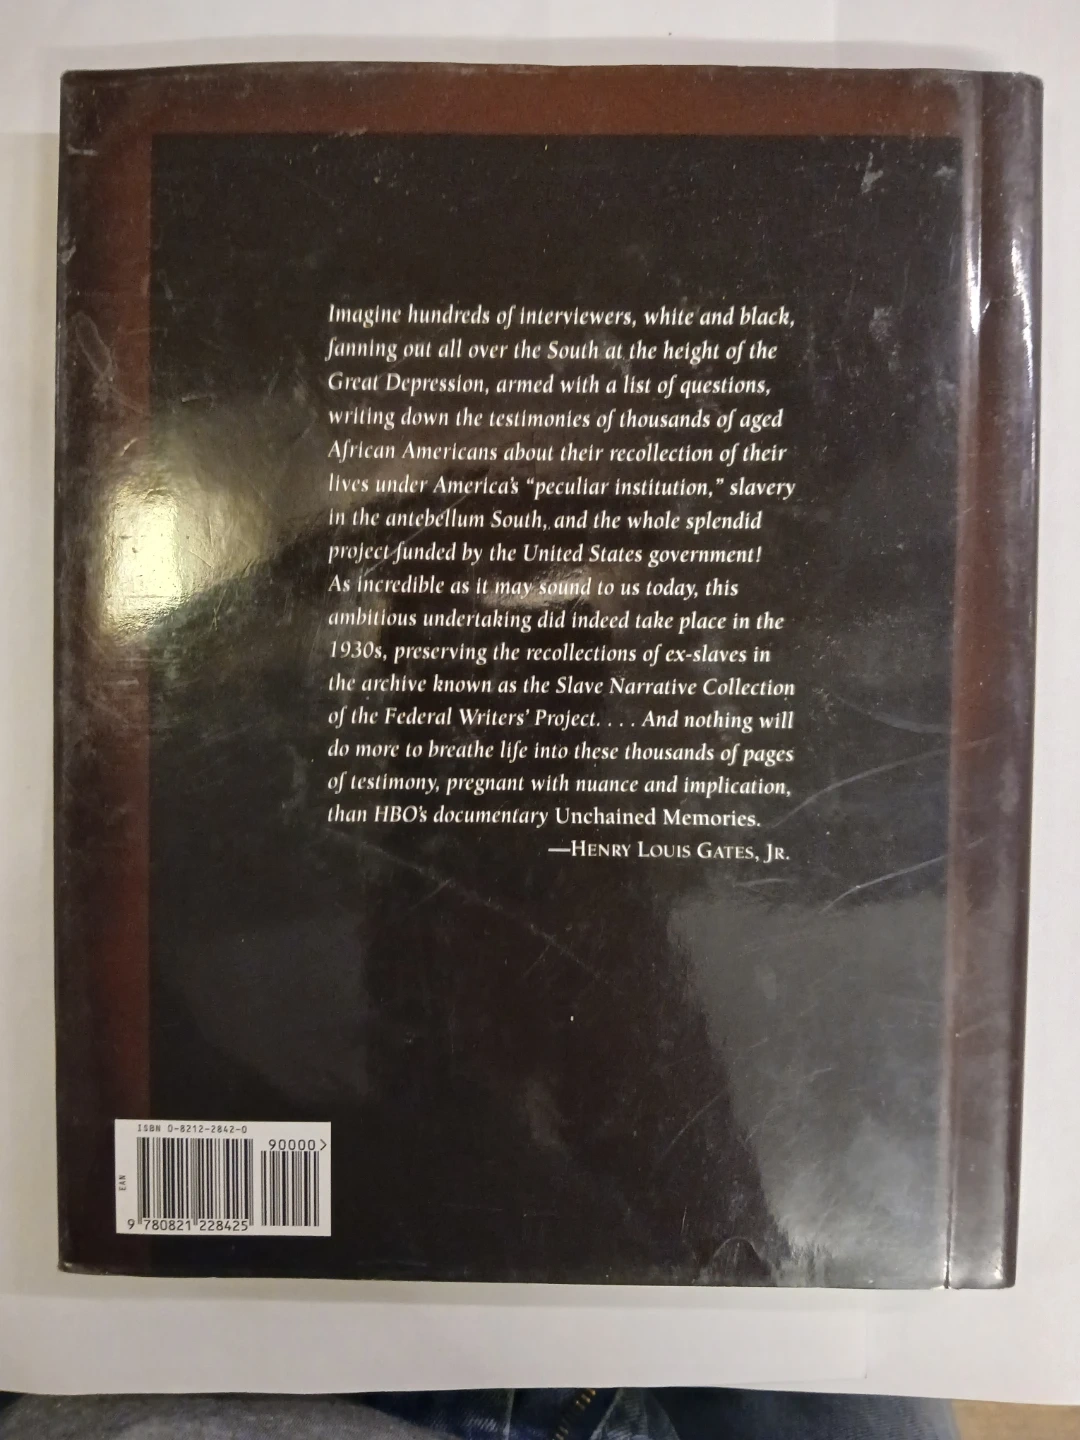 Imagine hundreds of interviewers, white and black,
fanning out all over the South at the height of the
Great Depression, armed with a list of questions,
writing down the testimonies of thousands of aged
African Americans about their recollection of their
lives under America's “peculiar institution,” slavery
in the antebellum South, and the whole splendid
project funded by the United States government!
As incredible as it may sound to us today, this
ambitious undertaking did indeed take place in the
1930s, preserving the recollections of ex-slaves in
the archive known as the Slave Narrative Collection
of the Federal Writers' Project. . . . And nothing will
do more to breathe life into these thousands of pages
of testimony, pregnant with nuance and implication,
than HBO's documentary Unchained Memories.
—HENRY LOUIS GATES, JR.
ISBN 0-8212-2842-0
90000>
EAN
9 780821 228425